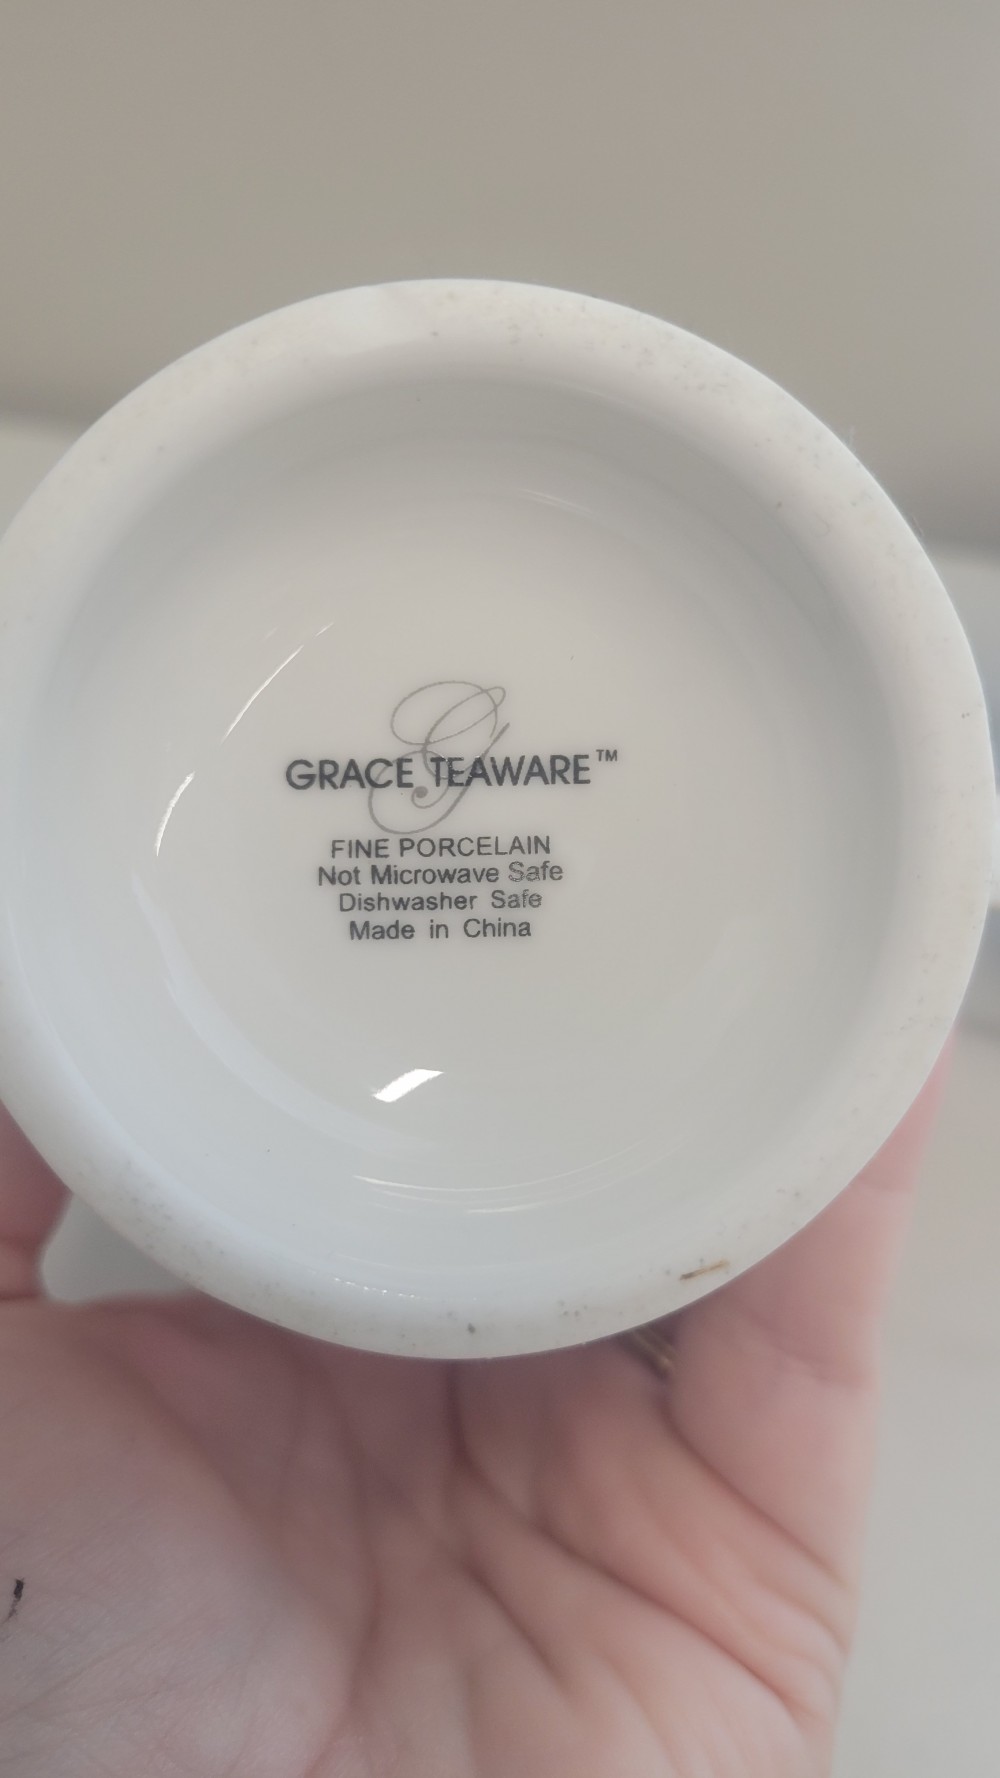 G
GRACE TEAWARE™
FINE PORCELAIN
Not Microwave Safe
Dishwasher Safe
Made in China